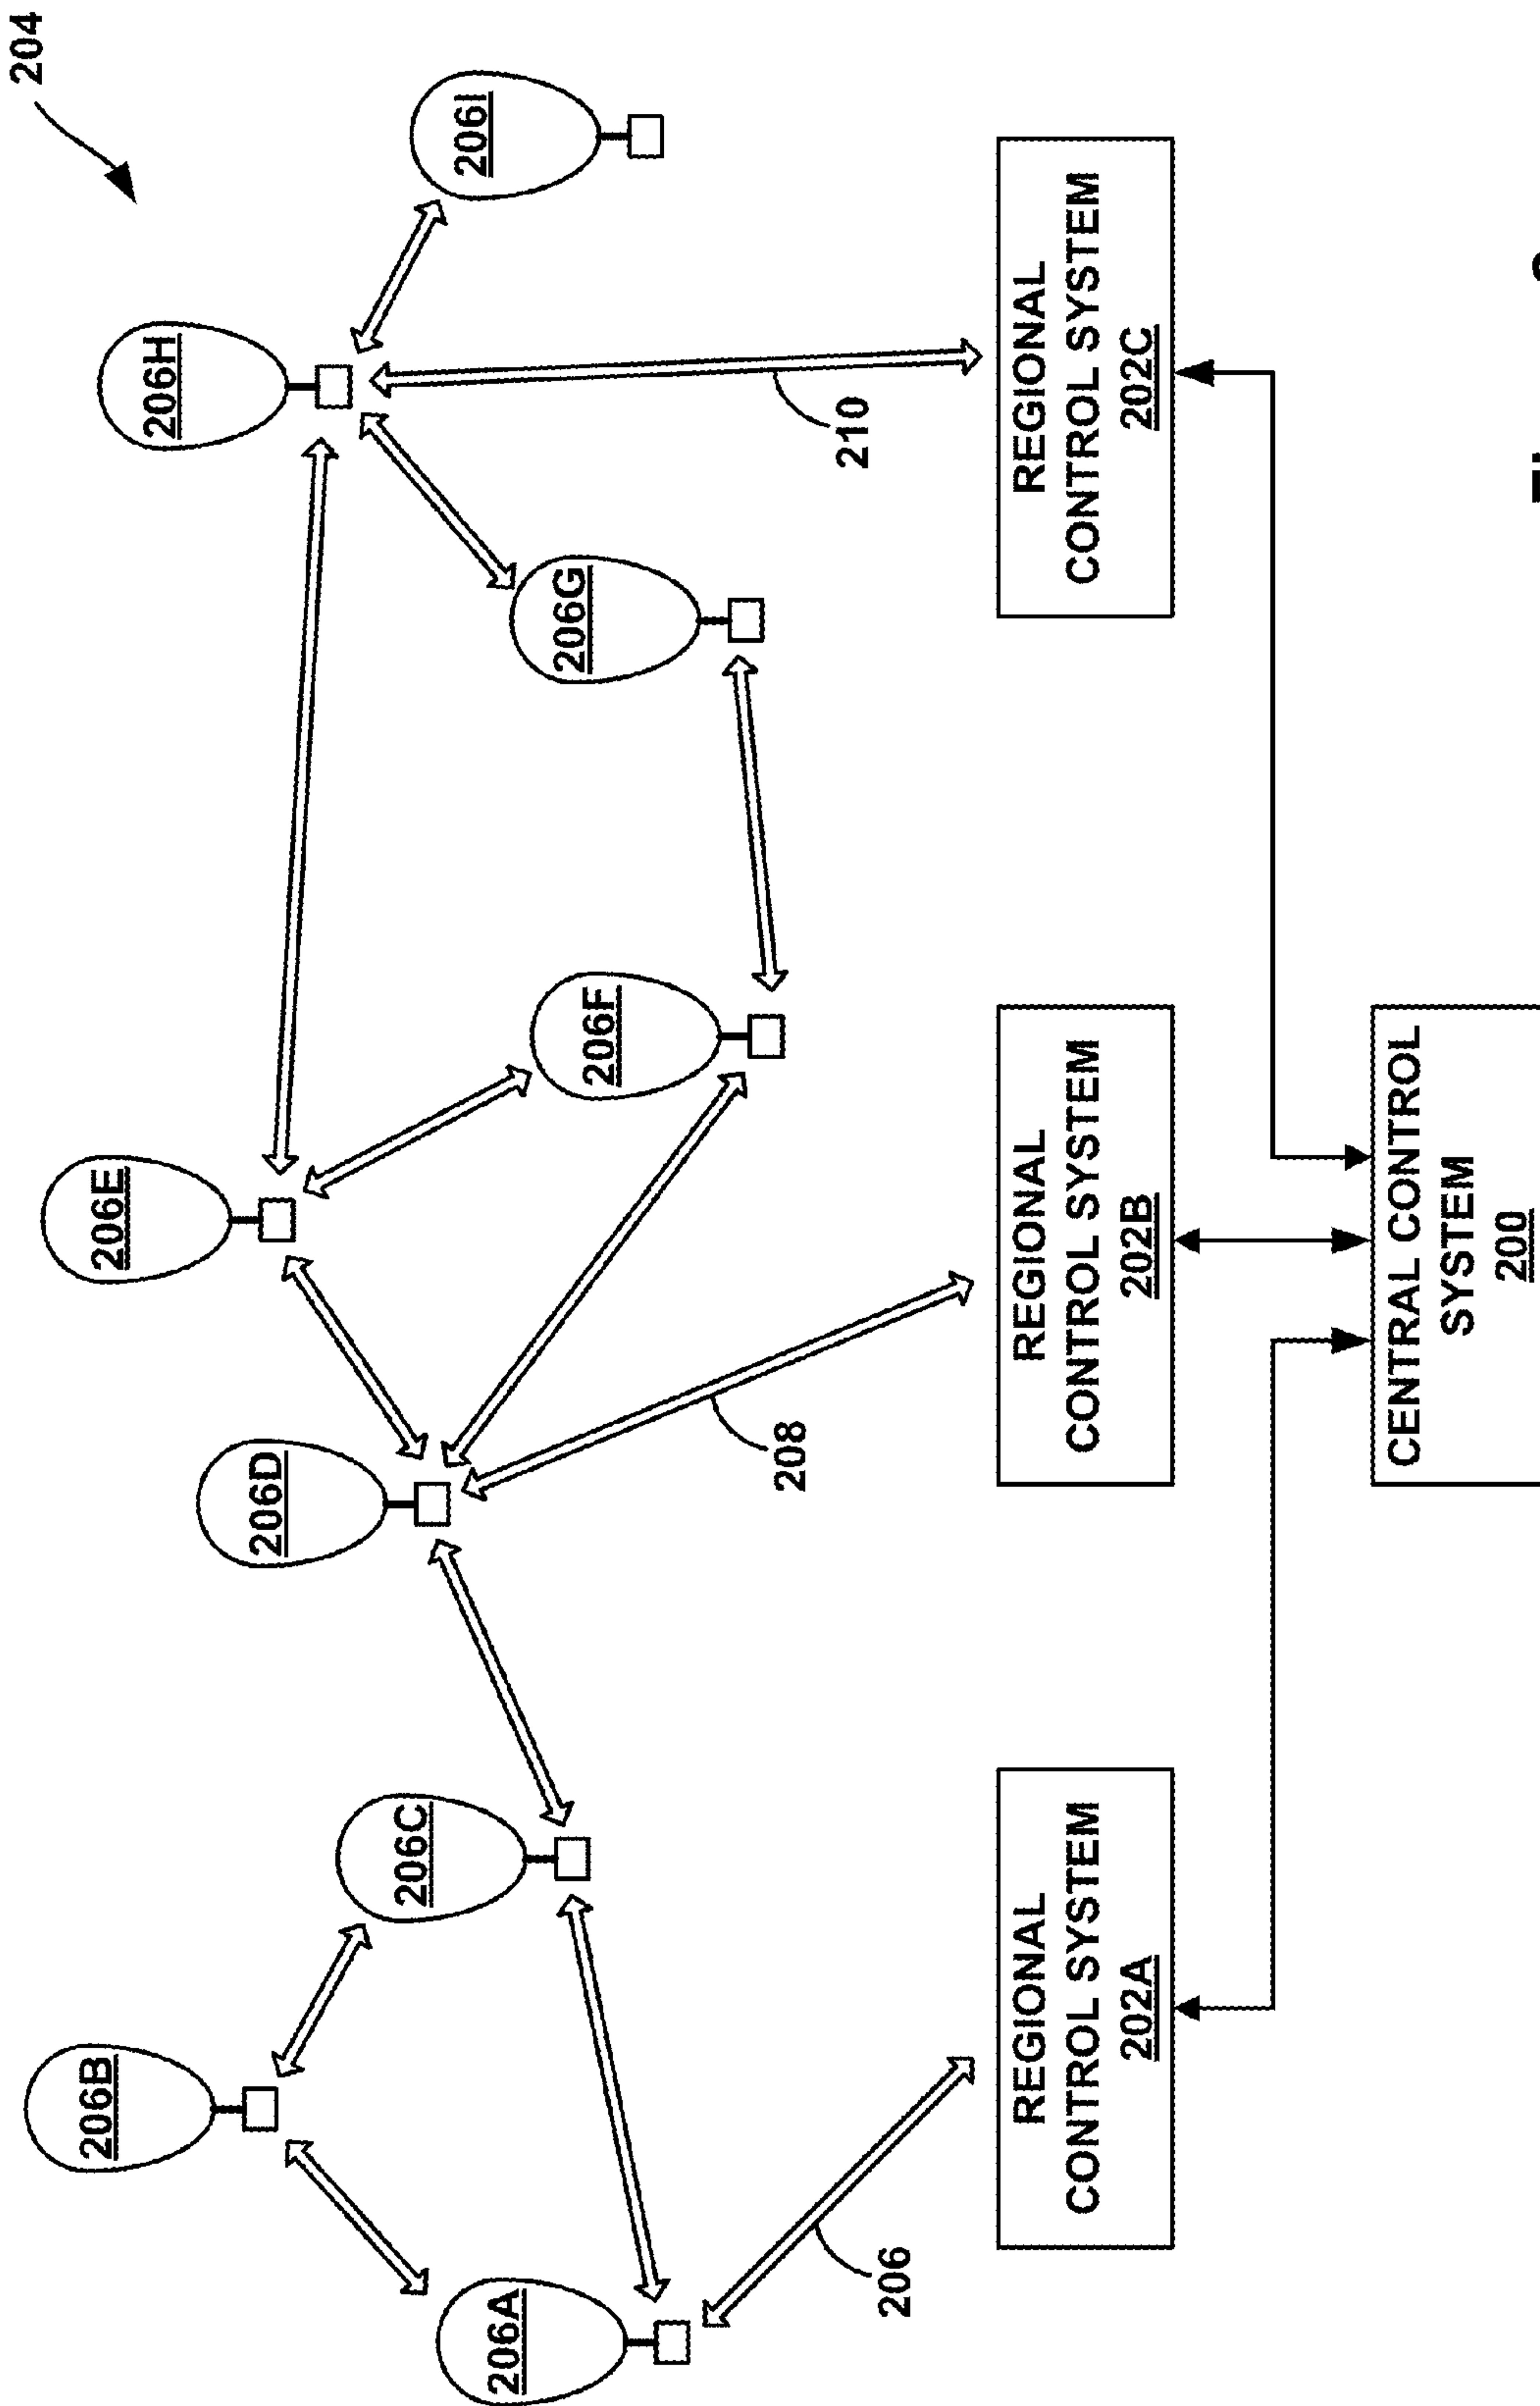 204
206B
206E
206H
206D
206C
206I
206A
206F
206G
206
208
210
REGIONAL
CONTROL SYSTEM
202A
REGIONAL
CONTROL SYSTEM
202B
REGIONAL
CONTROL SYSTEM
202C
CENTRAL CONTROL
SYSTEM
200